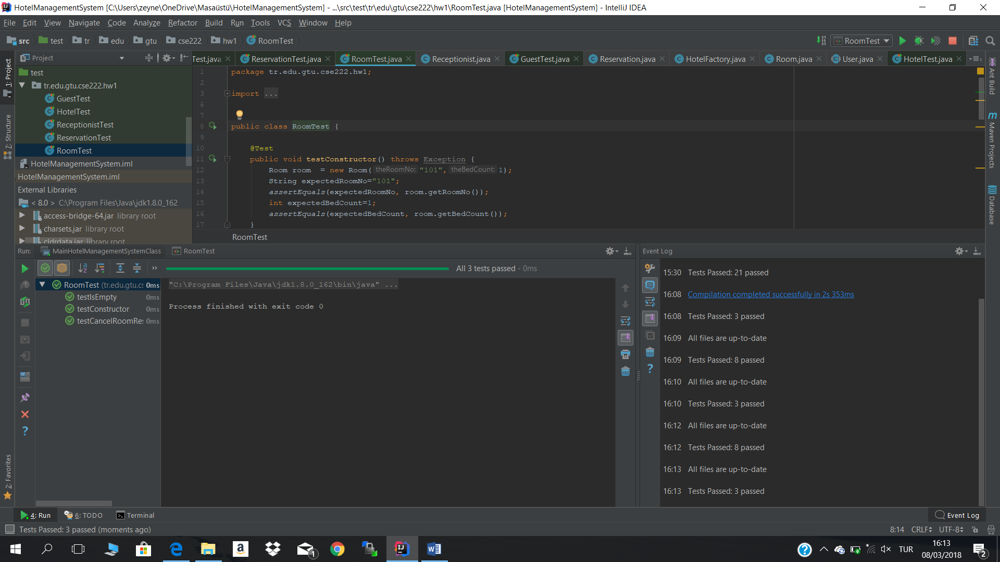 HotelManagementSystem [C:\Users\zeyne\OneDrive\Masaüstü\HotelManagementSystem] - ...\src\test\tr\edu\gtu\cse222\hw1\RoomTest.java [HotelManagementSystem] - IntelliJ IDEA
File Edit View Navigate Code Analyze Refactor Build Run Tools VCS Window Help
src test tr edu gtu cse222 hw1 RoomTest
RoomTest
Project
Test.java ReservationTest.java RoomTest.java Receptionist.java GuestTest.java Reservation.java HotelFactory.java Room.java User.java HotelTest.java
1: Project
7: Structure
2: Favorites
test
tr.edu.gtu.cse222.hw1
GuestTest
HotelTest
ReceptionistTest
ReservationTest
RoomTest
HotelManagementSystem.iml
HotelManagementSystem.iml
External Libraries
< 8.0 > C:\Program Files\Java\jdk1.8.0_162
access-bridge-64.jar library root
charsets.jar library root
cldrdata.jar library root
1 package tr.edu.gtu.cse222.hw1;
2
3 import ...
6
7
8 public class RoomTest {
9
10 @Test
11 public void testConstructor() throws Exception {
12 Room room = new Room( theRoomNo: "101", theBedCount: 1);
13 String expectedRoomNo="101";
14 assertEquals(expectedRoomNo, room.getRoomNo());
15 int expectedBedCount=1;
16 assertEquals(expectedBedCount, room.getBedCount());
17 }
RoomTest
Ant Build
Maven Projects
Database
Run: MainHotelManagementSystemClass RoomTest
All 3 tests passed - 0ms
RoomTest (tr.edu.gtu.cs 0ms
testIsEmpty 0ms
testConstructor 0ms
testCancelRoomRes 0ms
"C:\Program Files\Java\jdk1.8.0_162\bin\java" ...
Process finished with exit code 0
Event Log
15:30 Tests Passed: 21 passed
16:08 Compilation completed successfully in 2s 353ms
16:08 Tests Passed: 3 passed
16:09 All files are up-to-date
16:09 Tests Passed: 8 passed
16:10 All files are up-to-date
16:10 Tests Passed: 3 passed
16:12 All files are up-to-date
16:12 Tests Passed: 8 passed
16:13 All files are up-to-date
16:13 Tests Passed: 3 passed
4: Run 6: TODO Terminal
Event Log
Tests Passed: 3 passed (moments ago)
8:14 CRLF UTF-8
TUR
16:13
08/03/2018
1
2